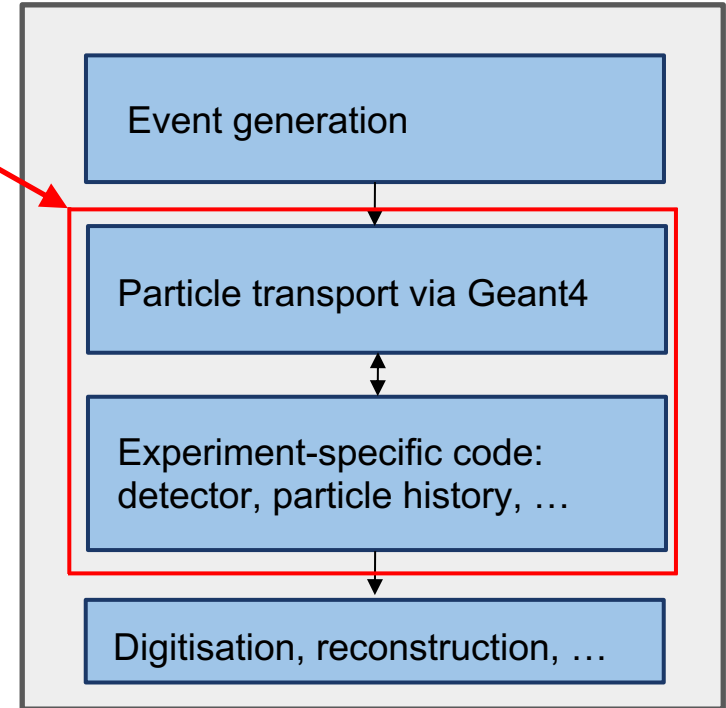 Event generation
Particle transport via Geant4
Experiment-specific code:
detector, particle history, …
Digitisation, reconstruction, …